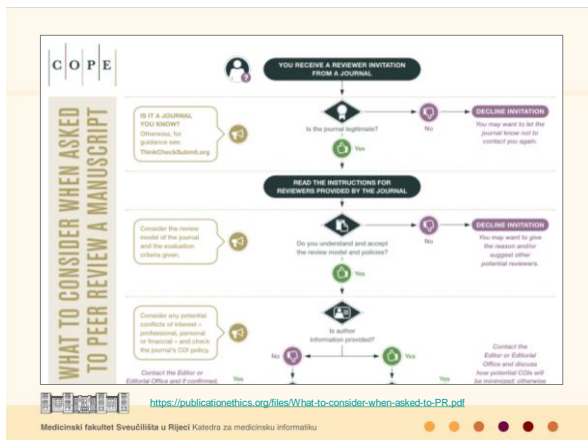 C O P E
WHAT TO CONSIDER WHEN ASKED
TO PEER REVIEW A MANUSCRIPT
YOU RECEIVE A REVIEWER INVITATION
FROM A JOURNAL
IS IT A JOURNAL
YOU KNOW?
Otherwise, for
guidance see:
ThinkCheckSubmit.org
Is the journal legitimate?
No
DECLINE INVITATION
You may want to let the
journal know not to
contact you again.
Yes
READ THE INSTRUCTIONS FOR
REVIEWERS PROVIDED BY THE JOURNAL
Consider the review
model of the journal
and the evaluation
criteria given.
Do you understand and accept
the review model and policies?
No
DECLINE INVITATION
You may want to give
the reason and/or
suggest other
potential reviewers.
Yes
Consider any potential
conflicts of interest –
professional, personal
or financial – and check
the journal's COI policy.
Is author
information provided?
No
Yes
Contact the Editor or
Editorial Office and if confirmed,
Yes
Yes
Contact the
Editor or Editorial
Office and discuss
how potential COIs
will be
minimized; otherwise
https://publicationethics.org/files/What-to-consider-when-asked-to-PR.pdf
Medicinski fakultet Sveučilišta u Rijeci Katedra za medicinsku informatiku